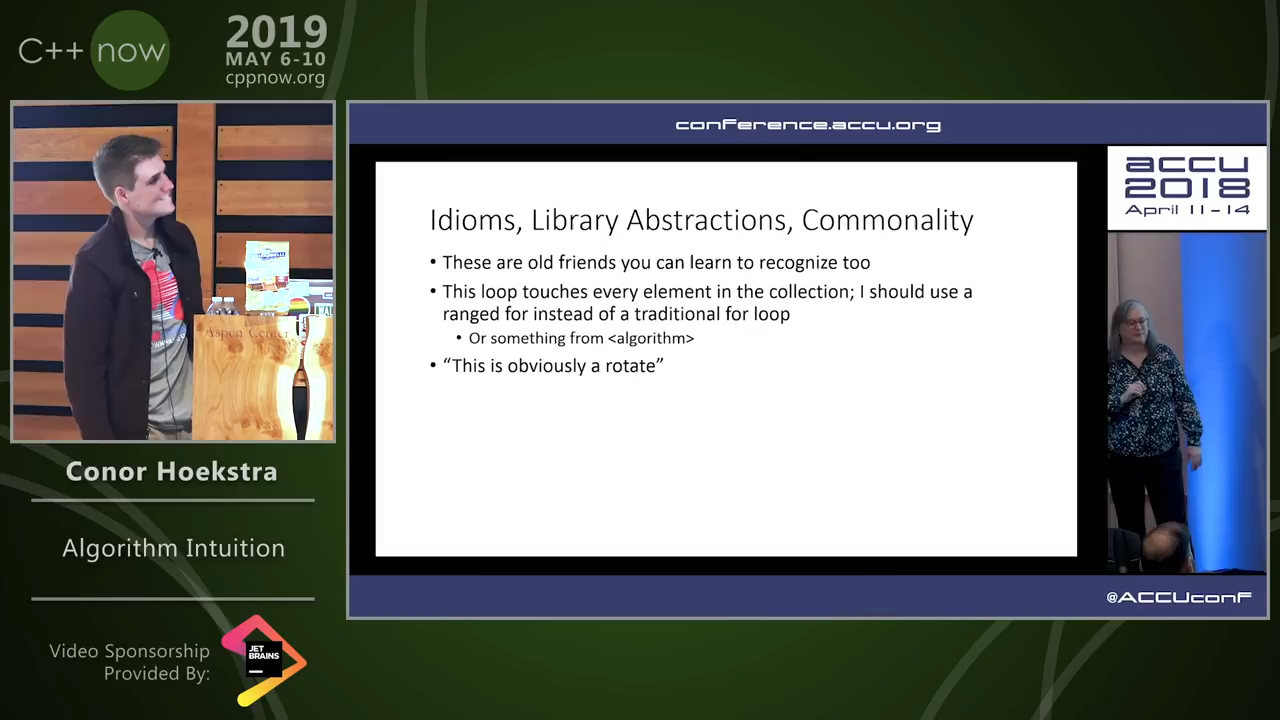 C++ now
2019
MAY 6-10
cppnow.org
conference.accu.org
accu
2018
April 11-14
Idioms, Library Abstractions, Commonality
• These are old friends you can learn to recognize too
• This loop touches every element in the collection; I should use a
ranged for instead of a traditional for loop
• Or something from <algorithm>
• “This is obviously a rotate”
Aspen Center
Conor Hoekstra
Algorithm Intuition
Video Sponsorship
Provided By:
JET
BRAINS
@ACCUconf